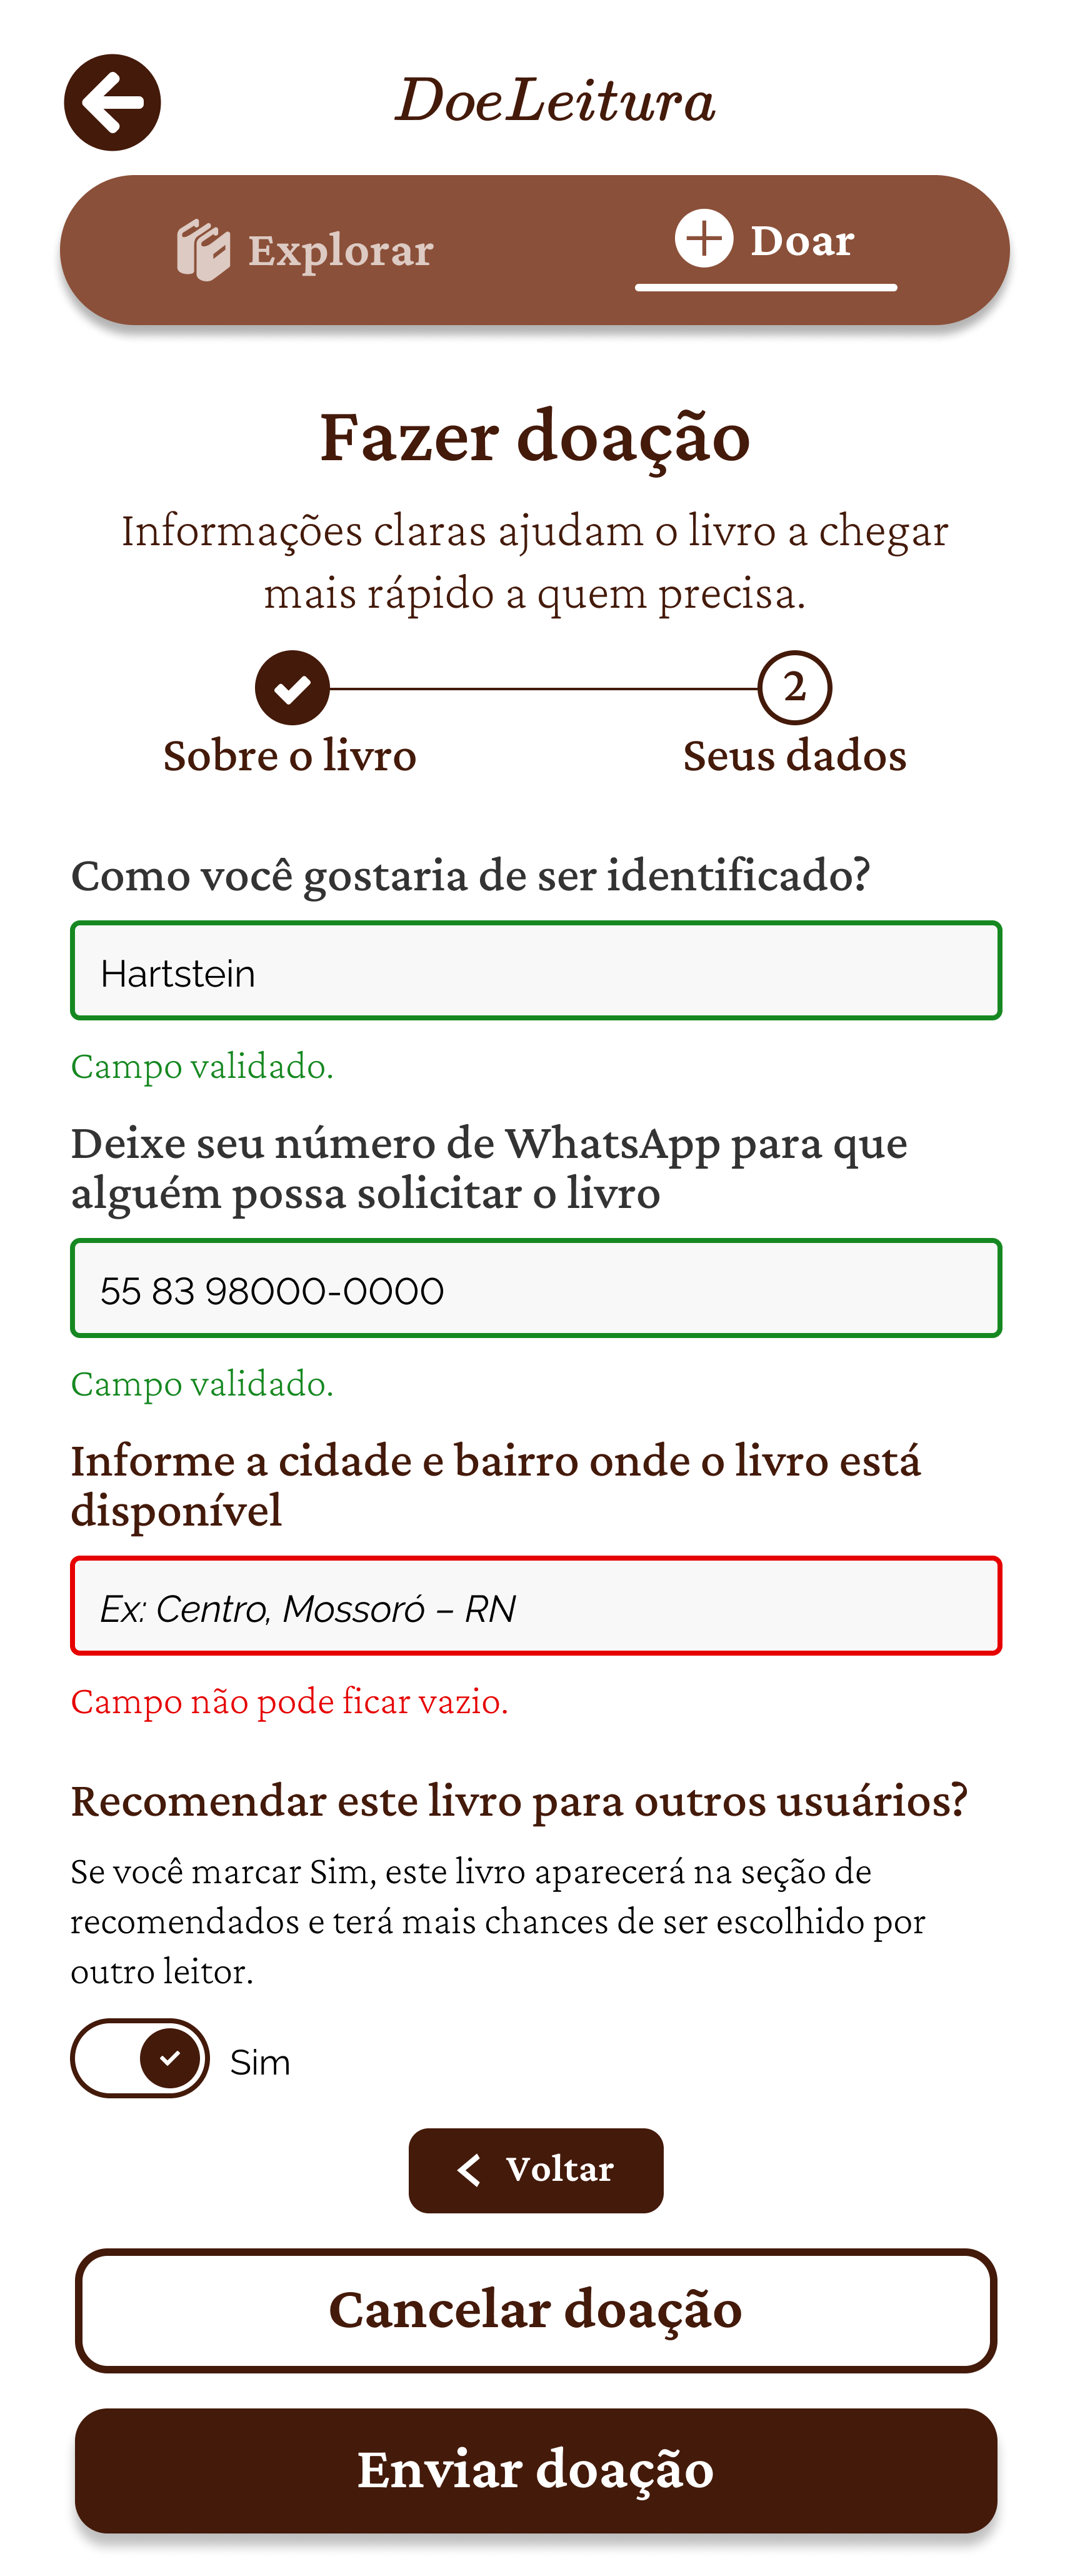 DoeLeitura
Explorar
Doar
Fazer doação
Informações claras ajudam o livro a chegar
mais rápido a quem precisa.
2
Sobre o livro
Seus dados
Como você gostaria de ser identificado?
Hartstein
Campo validado.
Deixe seu número de WhatsApp para que
alguém possa solicitar o livro
55 83 98000-0000
Campo validado.
Informe a cidade e bairro onde o livro está
disponível
Ex: Centro, Mossoró – RN
Campo não pode ficar vazio.
Recomendar este livro para outros usuários?
Se você marcar Sim, este livro aparecerá na seção de
recomendados e terá mais chances de ser escolhido por
outro leitor.
Sim
Voltar
Cancelar doação
Enviar doação